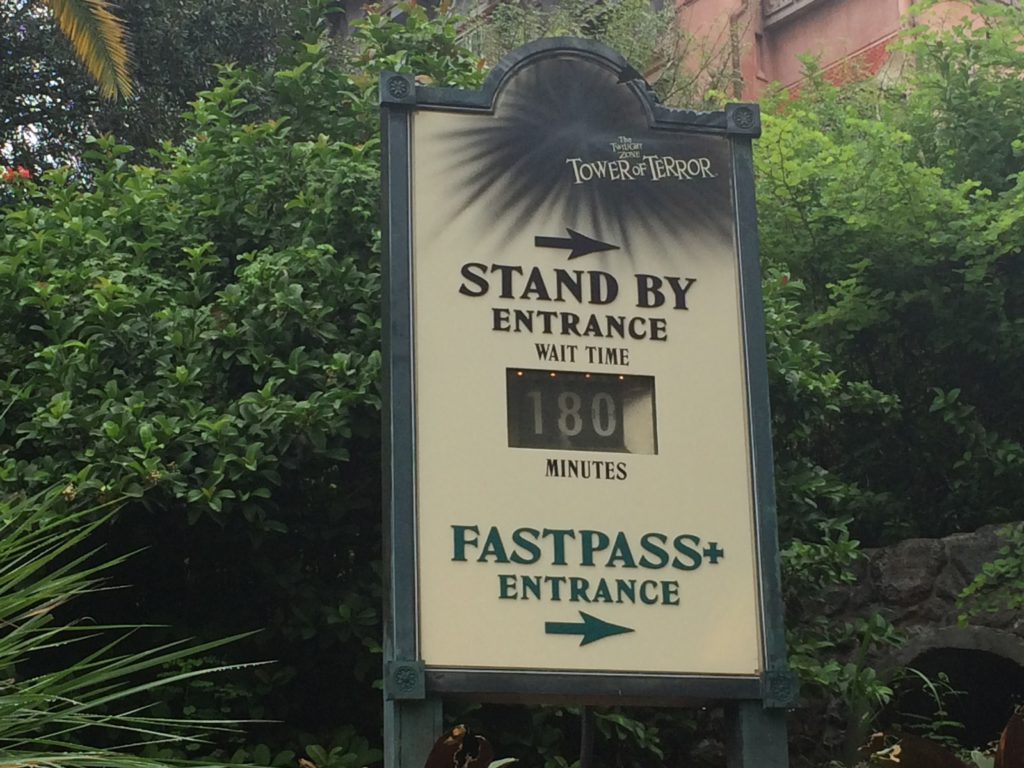 The
Twilight
Zone
Tower of Terror
STAND BY
ENTRANCE
WAIT TIME
180
MINUTES
FASTPASS+
ENTRANCE